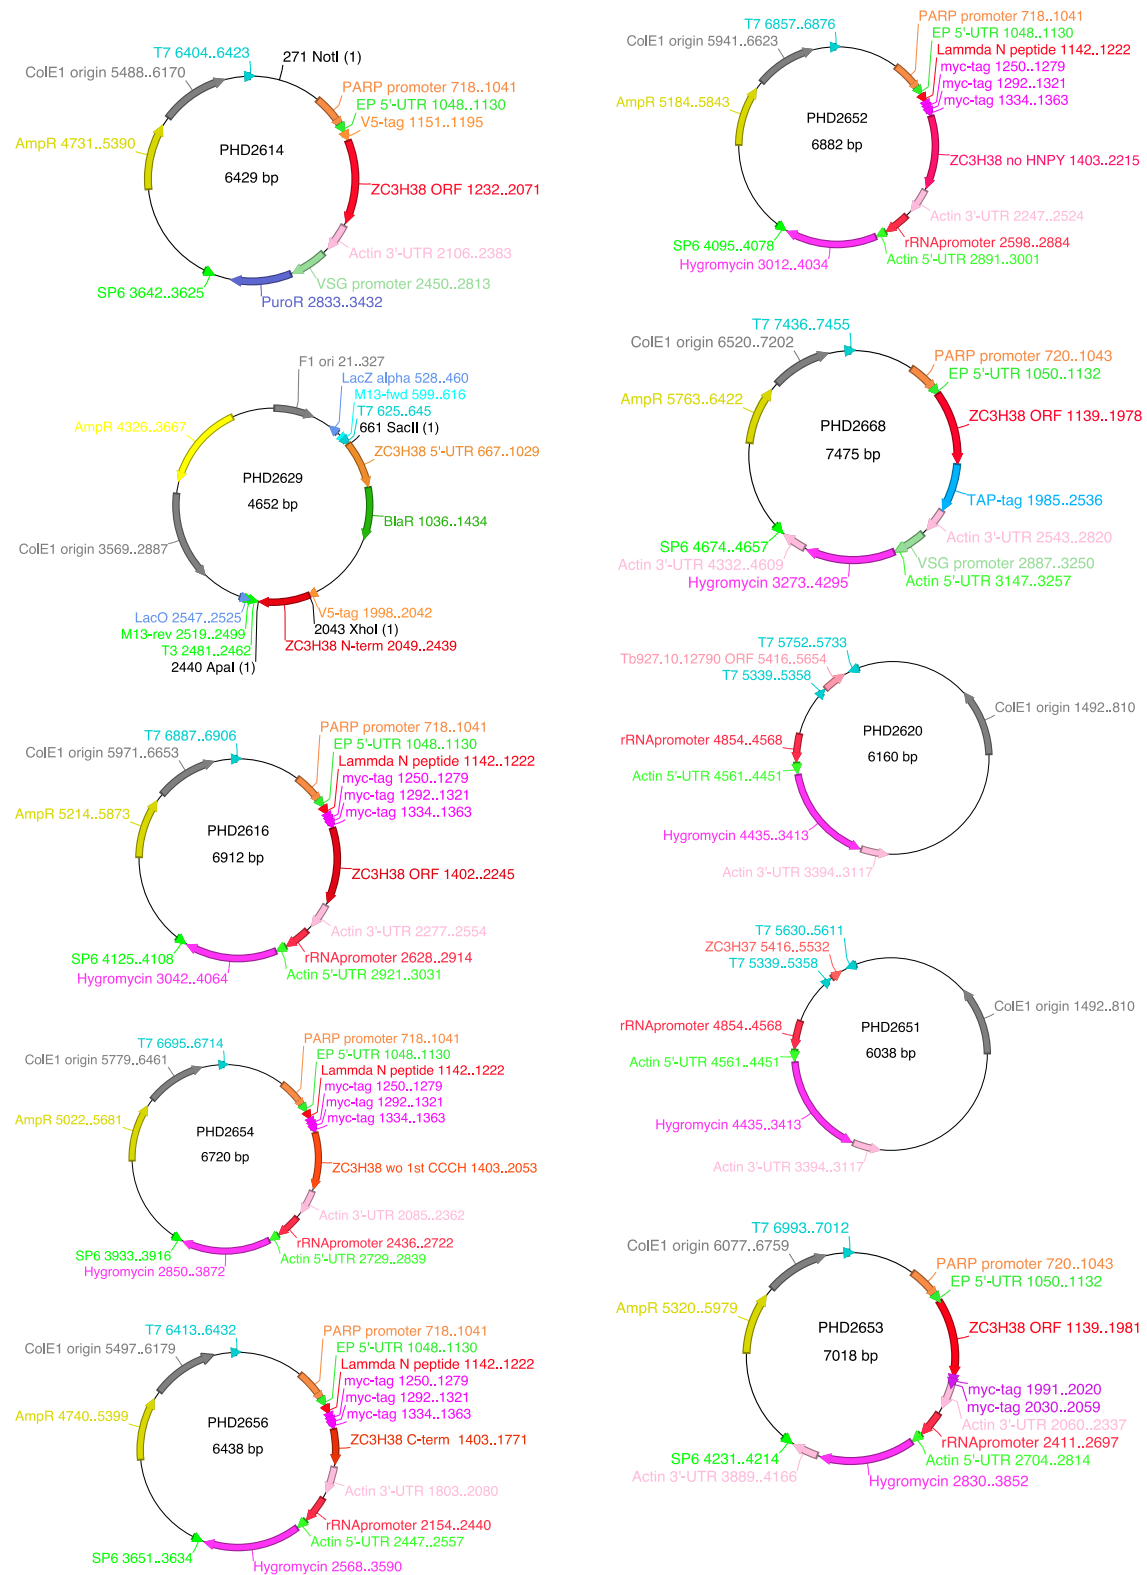 T7 6404..6423
271 NotI (1)
ColE1 origin 5488..6170
PARP promoter 718..1041
EP 5'-UTR 1048..1130
V5-tag 1151..1195
AmpR 4731..5390
PHD2614
6429 bp
ZC3H38 ORF 1232..2071
Actin 3'-UTR 2106..2383
VSG promoter 2450..2813
SP6 3642..3625
PuroR 2833..3432
F1 ori 21..327
LacZ alpha 528..460
M13-fwd 599..616
T7 625..645
661 SacII (1)
AmpR 4326..3667
ZC3H38 5'-UTR 667..1029
PHD2629
4652 bp
BlaR 1036..1434
ColE1 origin 3569..2887
LacO 2547..2525
V5-tag 1998..2042
M13-rev 2519..2499
2043 XhoI (1)
T3 2481..2462
ZC3H38 N-term 2049..2439
2440 ApaI (1)
T7 6887..6906
PARP promoter 718..1041
ColE1 origin 5971..6653
EP 5'-UTR 1048..1130
Lammda N peptide 1142..1222
myc-tag 1250..1279
myc-tag 1292..1321
myc-tag 1334..1363
AmpR 5214..5873
PHD2616
6912 bp
ZC3H38 ORF 1402..2245
Actin 3'-UTR 2277..2554
SP6 4125..4108
rRNApromoter 2628..2914
Hygromycin 3042..4064
Actin 5'-UTR 2921..3031
T7 6695..6714
PARP promoter 718..1041
ColE1 origin 5779..6461
EP 5'-UTR 1048..1130
Lammda N peptide 1142..1222
myc-tag 1250..1279
myc-tag 1292..1321
myc-tag 1334..1363
AmpR 5022..5681
PHD2654
6720 bp
ZC3H38 wo 1st CCCH 1403..2053
Actin 3'-UTR 2085..2362
rRNApromoter 2436..2722
SP6 3933..3916
Actin 5'-UTR 2729..2839
Hygromycin 2850..3872
T7 6413..6432
PARP promoter 718..1041
ColE1 origin 5497..6179
EP 5'-UTR 1048..1130
Lammda N peptide 1142..1222
myc-tag 1250..1279
myc-tag 1292..1321
myc-tag 1334..1363
AmpR 4740..5399
PHD2656
6438 bp
ZC3H38 C-term 1403..1771
Actin 3'-UTR 1803..2080
rRNApromoter 2154..2440
Actin 5'-UTR 2447..2557
SP6 3651..3634
Hygromycin 2568..3590
T7 6857..6876
PARP promoter 718..1041
EP 5'-UTR 1048..1130
ColE1 origin 5941..6623
Lammda N peptide 1142..1222
myc-tag 1250..1279
myc-tag 1292..1321
myc-tag 1334..1363
AmpR 5184..5843
PHD2652
6882 bp
ZC3H38 no HNPY 1403..2215
Actin 3'-UTR 2247..2524
SP6 4095..4078
rRNApromoter 2598..2884
Hygromycin 3012..4034
Actin 5'-UTR 2891..3001
T7 7436..7455
ColE1 origin 6520..7202
PARP promoter 720..1043
EP 5'-UTR 1050..1132
AmpR 5763..6422
ZC3H38 ORF 1139..1978
PHD2668
7475 bp
TAP-tag 1985..2536
Actin 3'-UTR 2543..2820
SP6 4674..4657
Actin 3'-UTR 4332..4609
VSG promoter 2887..3250
Hygromycin 3273..4295
Actin 5'-UTR 3147..3257
T7 5752..5733
Tb927.10.12790 ORF 5416..5654
T7 5339..5358
ColE1 origin 1492..810
rRNApromoter 4854..4568
PHD2620
6160 bp
Actin 5'-UTR 4561..4451
Hygromycin 4435..3413
Actin 3'-UTR 3394..3117
T7 5630..5611
ZC3H37 5416..5532
T7 5339..5358
ColE1 origin 1492..810
rRNApromoter 4854..4568
PHD2651
6038 bp
Actin 5'-UTR 4561..4451
Hygromycin 4435..3413
Actin 3'-UTR 3394..3117
T7 6993..7012
ColE1 origin 6077..6759
PARP promoter 720..1043
EP 5'-UTR 1050..1132
AmpR 5320..5979
ZC3H38 ORF 1139..1981
PHD2653
7018 bp
myc-tag 1991..2020
myc-tag 2030..2059
Actin 3'-UTR 2060..2337
rRNApromoter 2411..2697
SP6 4231..4214
Actin 5'-UTR 2704..2814
Actin 3'-UTR 3889..4166
Hygromycin 2830..3852